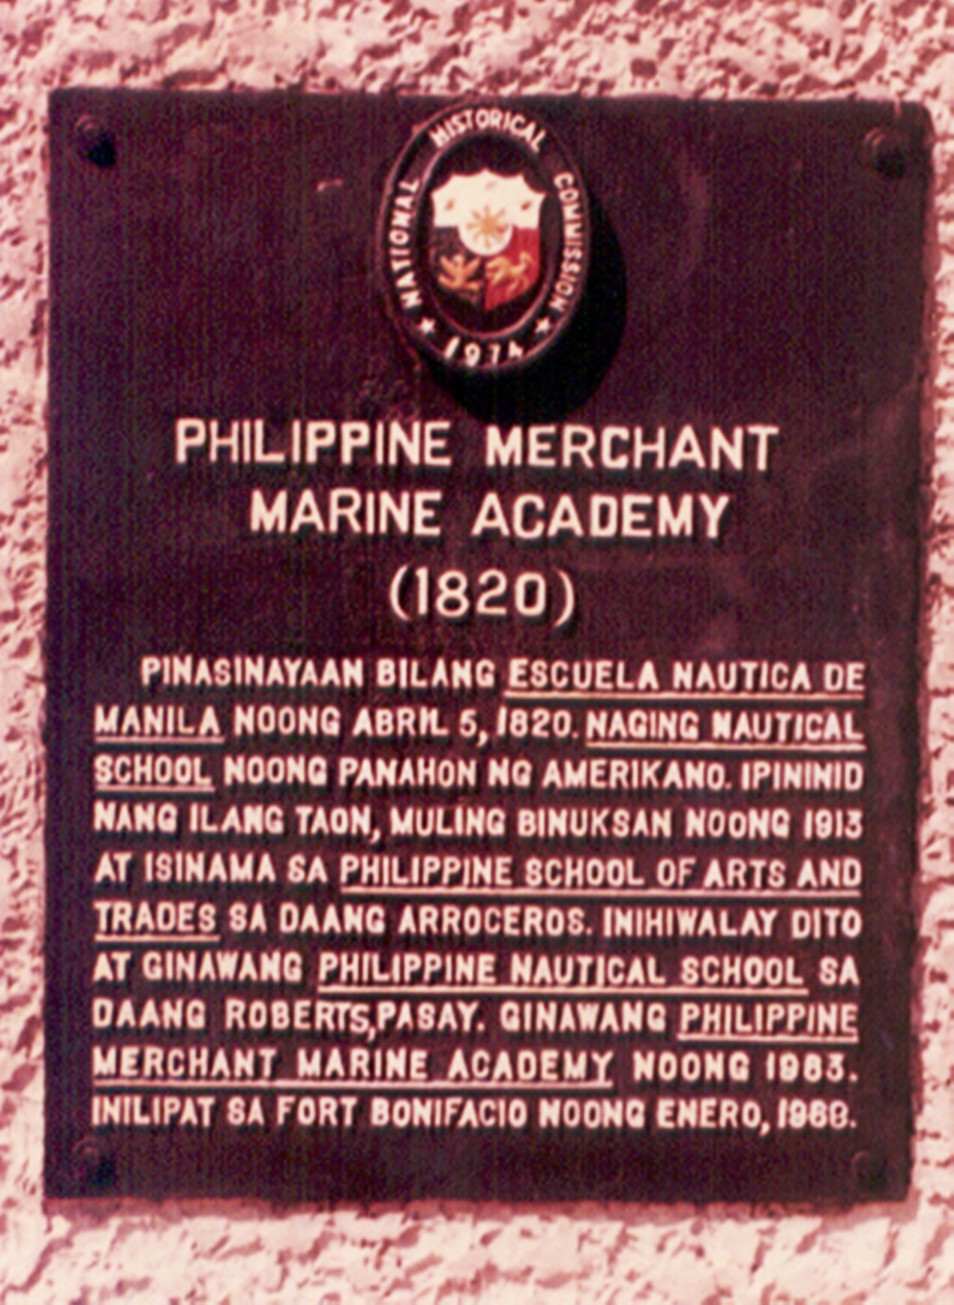 NATIONAL HISTORICAL COMMISSION
★ 1974 ★
PHILIPPINE MERCHANT
MARINE ACADEMY
(1820)
PINASINAYAAN BILANG ESCUELA NAUTICA DE
MANILA NOONG ABRIL 5, 1820. NAGING NAUTICAL
SCHOOL NOONG PANAHON NG AMERIKANO. IPININID
NANG ILANG TAON, MULING BINUKSAN NOONG 1913
AT ISINAMA SA PHILIPPINE SCHOOL OF ARTS AND
TRADES SA DAANG ARROCEROS. INIHIWALAY DITO
AT GINAWANG PHILIPPINE NAUTICAL SCHOOL SA
DAANG ROBERTS, PASAY. GINAWANG PHILIPPINE
MERCHANT MARINE ACADEMY NOONG 1963.
INILIPAT SA FORT BONIFACIO NOONG ENERO, 1968.